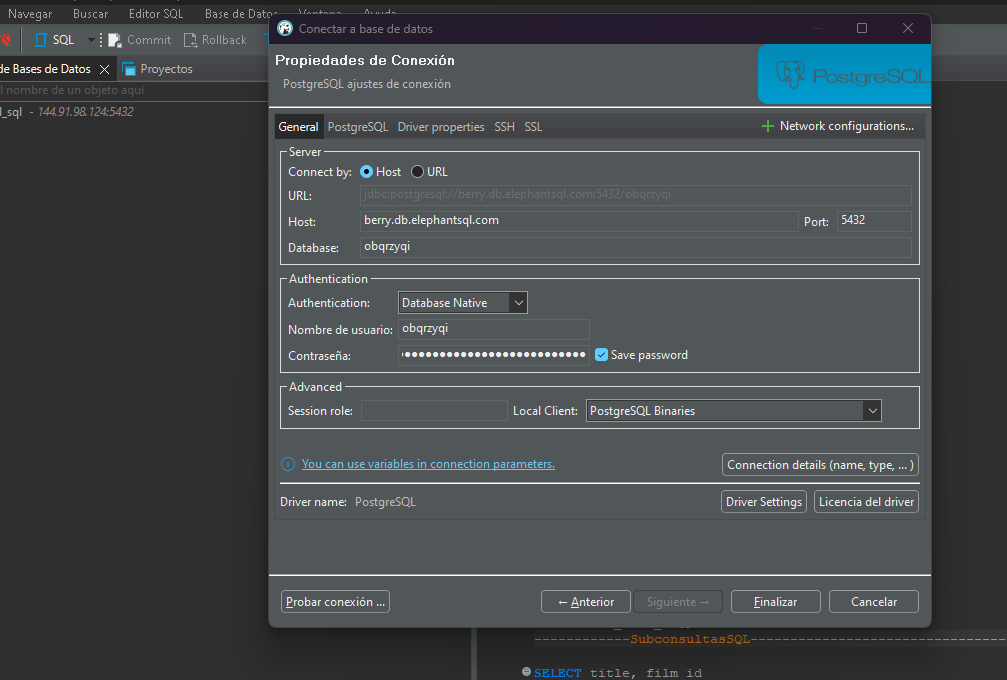 Navegar Buscar Editor SQL Base de Datos Ventana Ayuda
Conectar a base de datos
SQL Commit Rollback
Propiedades de Conexión
PostgreSQL ajustes de conexión
PostgreSQL
de Bases de Datos Proyectos
l nombre de un objeto aquí
l_sql - 144.91.98.124:5432
General PostgreSQL Driver properties SSH SSL Network configurations...
Server
Connect by: Host URL
URL: jdbc:postgresql://berry.db.elephantsql.com:5432/obqrzyqi
Host: berry.db.elephantsql.com Port: 5432
Database: obqrzyqi
Authentication
Authentication: Database Native
Nombre de usuario: obqrzyqi
Contraseña: Save password
Advanced
Session role: Local Client: PostgreSQL Binaries
You can use variables in connection parameters. Connection details (name, type, ... )
Driver name: PostgreSQL Driver Settings Licencia del driver
Probar conexión ... ← Anterior Siguiente → Finalizar Cancelar
------------SubconsultasSQL--------------------------------
SELECT title, film_id